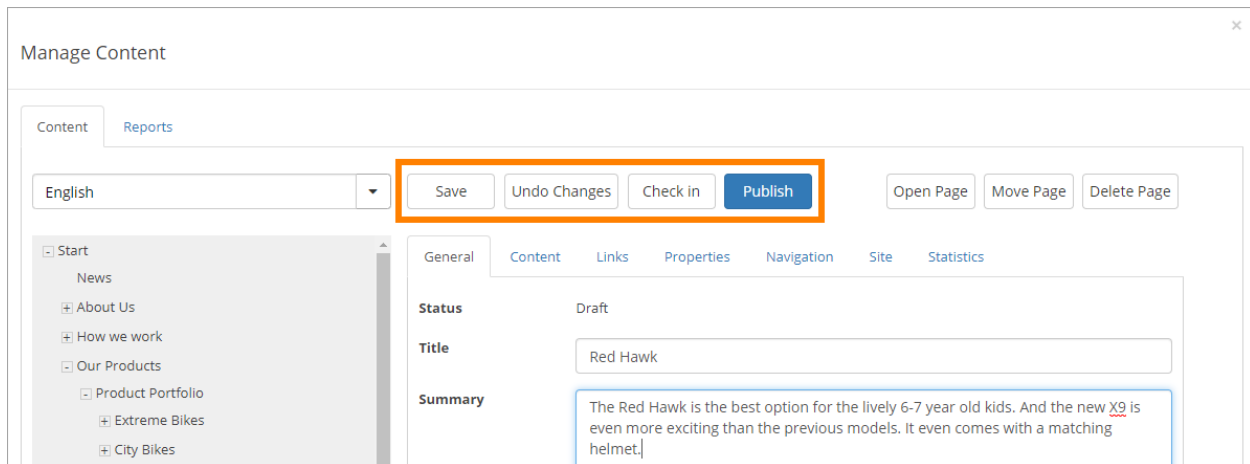 ×
Manage Content
Content Reports
English Save Undo Changes Check in Publish Open Page Move Page Delete Page
Start
News
About Us
How we work
Our Products
Product Portfolio
Extreme Bikes
City Bikes
General Content Links Properties Navigation Site Statistics
Status Draft
Title Red Hawk
Summary The Red Hawk is the best option for the lively 6-7 year old kids. And the new X9 is
even more exciting than the previous models. It even comes with a matching
helmet.